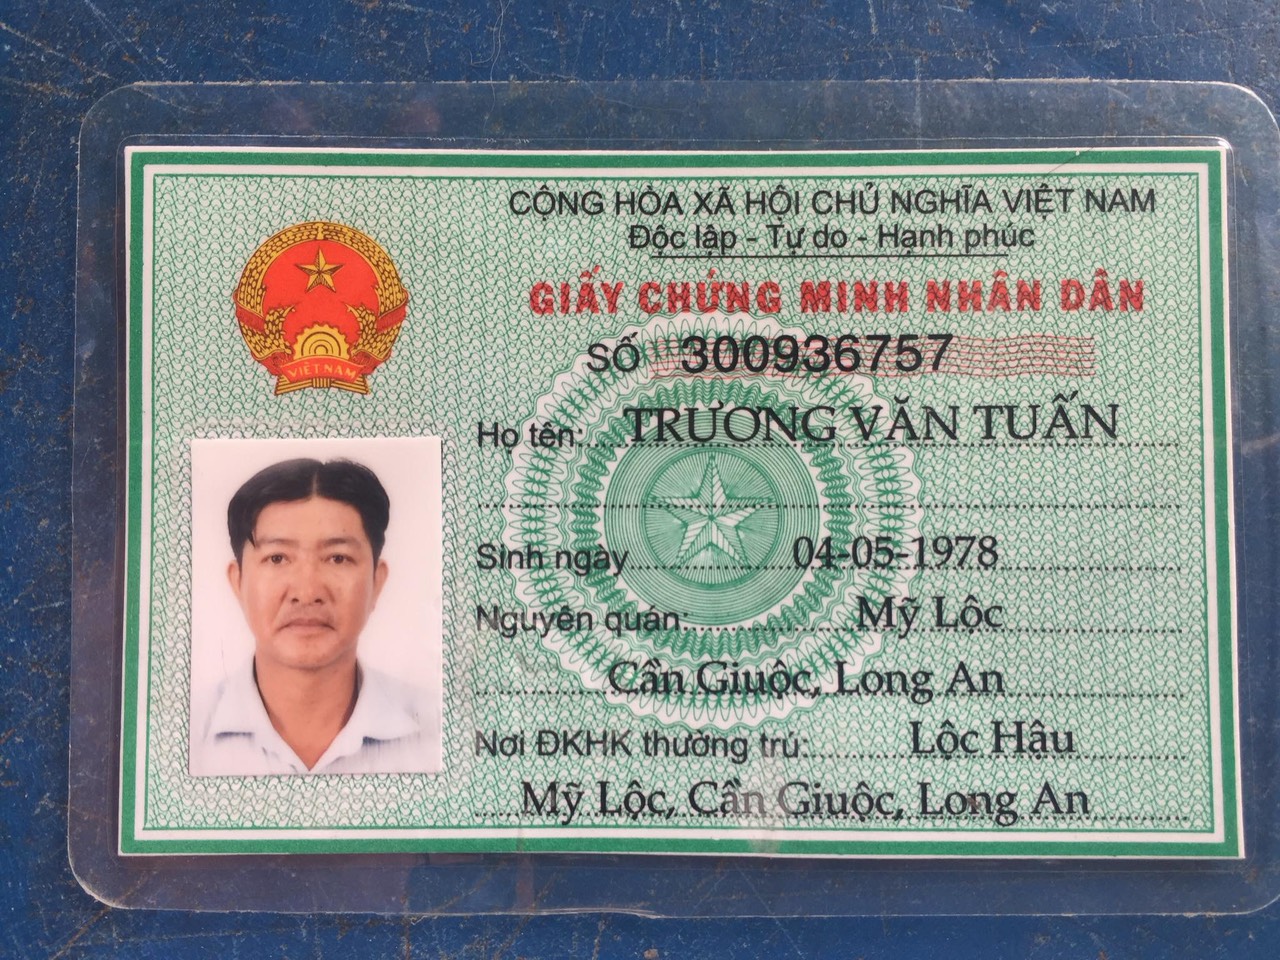 CỘNG HÒA XÃ HỘI CHỦ NGHĨA VIỆT NAM
Độc lập - Tự do - Hạnh phúc
GIẤY CHỨNG MINH NHÂN DÂN
SỐ 300936757
VIỆT NAM
Họ tên: TRƯƠNG VĂN TUẤN
Sinh ngày 04-05-1978
Nguyên quán: Mỹ Lộc
Cần Giuộc, Long An
Nơi ĐKHK thường trú: Lộc Hậu
Mỹ Lộc, Cần Giuộc, Long An